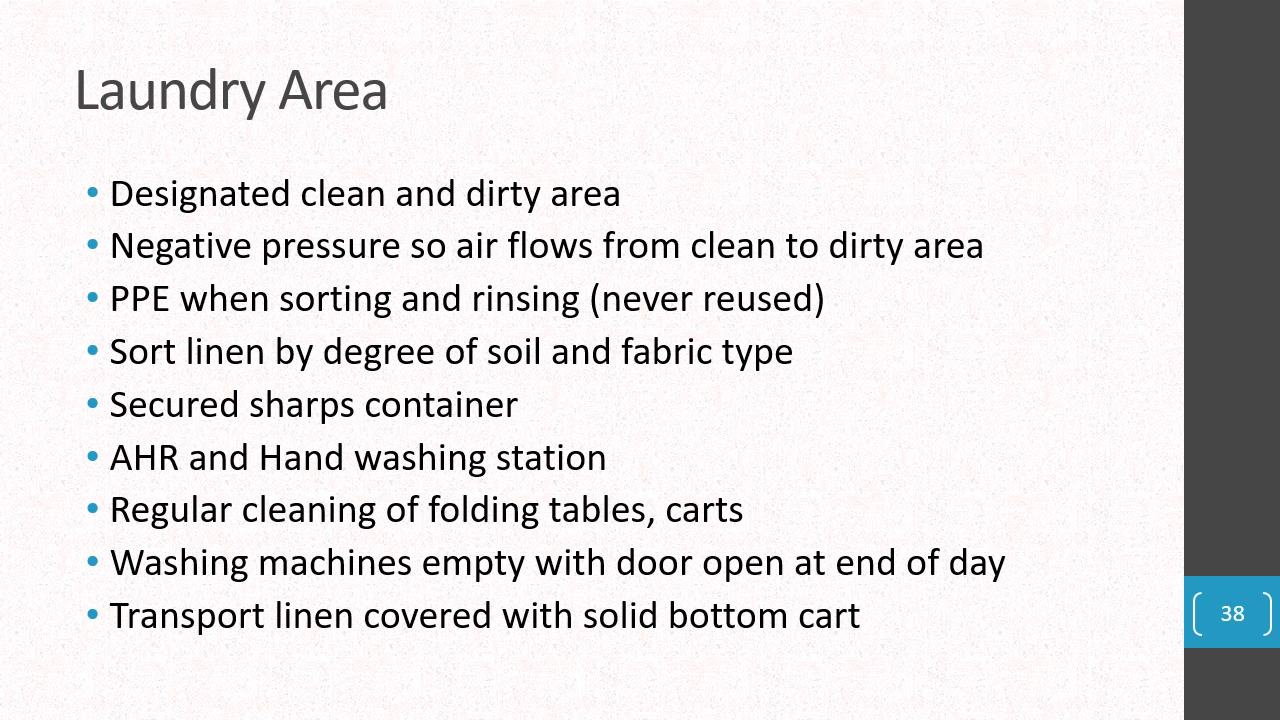 Laundry Area
• Designated clean and dirty area
• Negative pressure so air flows from clean to dirty area
• PPE when sorting and rinsing (never reused)
• Sort linen by degree of soil and fabric type
• Secured sharps container
• AHR and Hand washing station
• Regular cleaning of folding tables, carts
• Washing machines empty with door open at end of day
• Transport linen covered with solid bottom cart
38